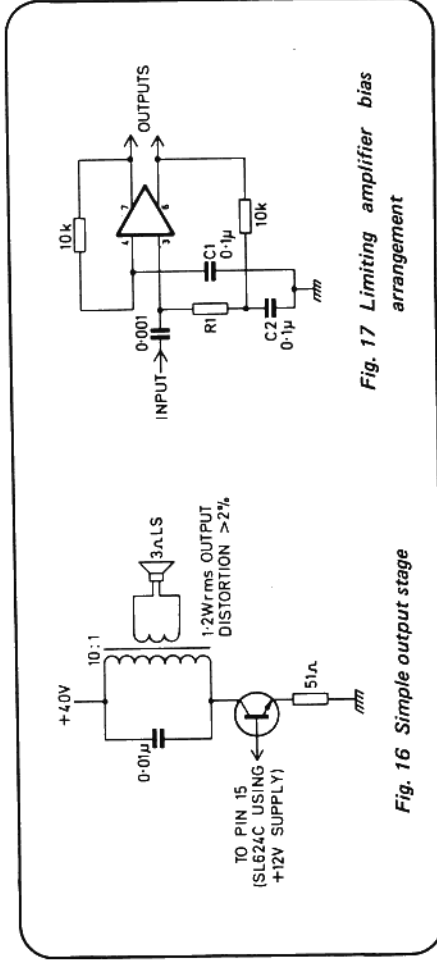 +40V
10:1
0·01µ
3Ω LS
1·2W rms OUTPUT
DISTORTION >2%
TO PIN 15
(SL624C USING
+12V SUPPLY)
51Ω
Fig. 16 Simple output stage
10k
OUTPUTS
4
7
3
6
INPUT
0·001
R1
C1
0·1µ
10k
C2
0·1µ
Fig. 17 Limiting amplifier bias
arrangement